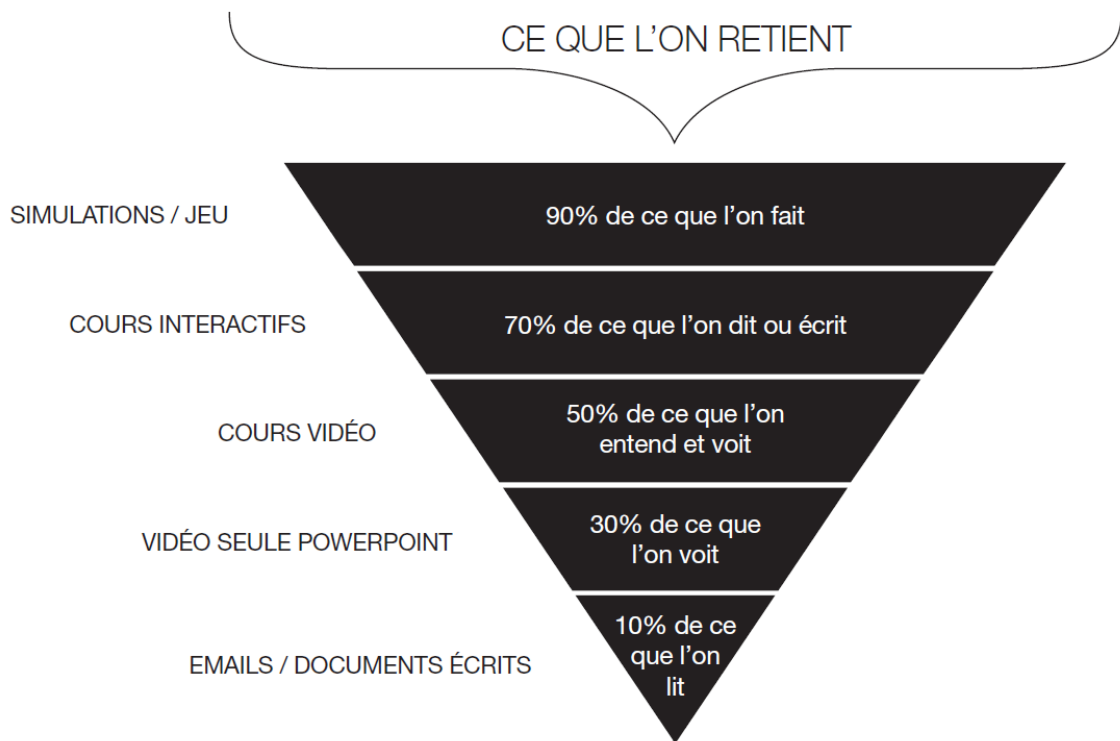 CE QUE L’ON RETIENT
SIMULATIONS / JEU
90% de ce que l’on fait
COURS INTERACTIFS
70% de ce que l’on dit ou écrit
COURS VIDÉO
50% de ce que l’on
entend et voit
VIDÉO SEULE POWERPOINT
30% de ce que
l’on voit
EMAILS / DOCUMENTS ÉCRITS
10% de ce
que l’on
lit